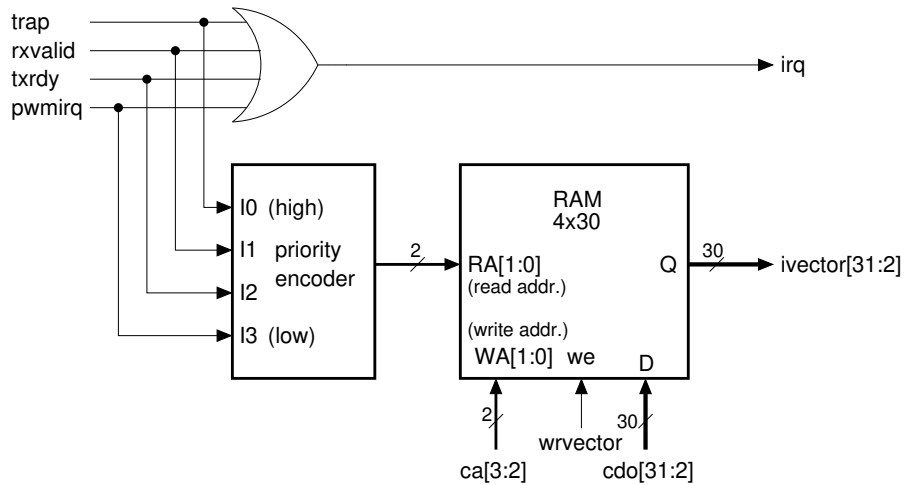 trap
rxvalid
txrdy
pwmirq
irq
I0 (high)
I1 priority
encoder
I2
I3 (low)
2
RAM
4x30
RA[1:0]
(read addr.)
Q
30
ivector[31:2]
(write addr.)
WA[1:0] we
D
2
30
wrvector
ca[3:2]
cdo[31:2]